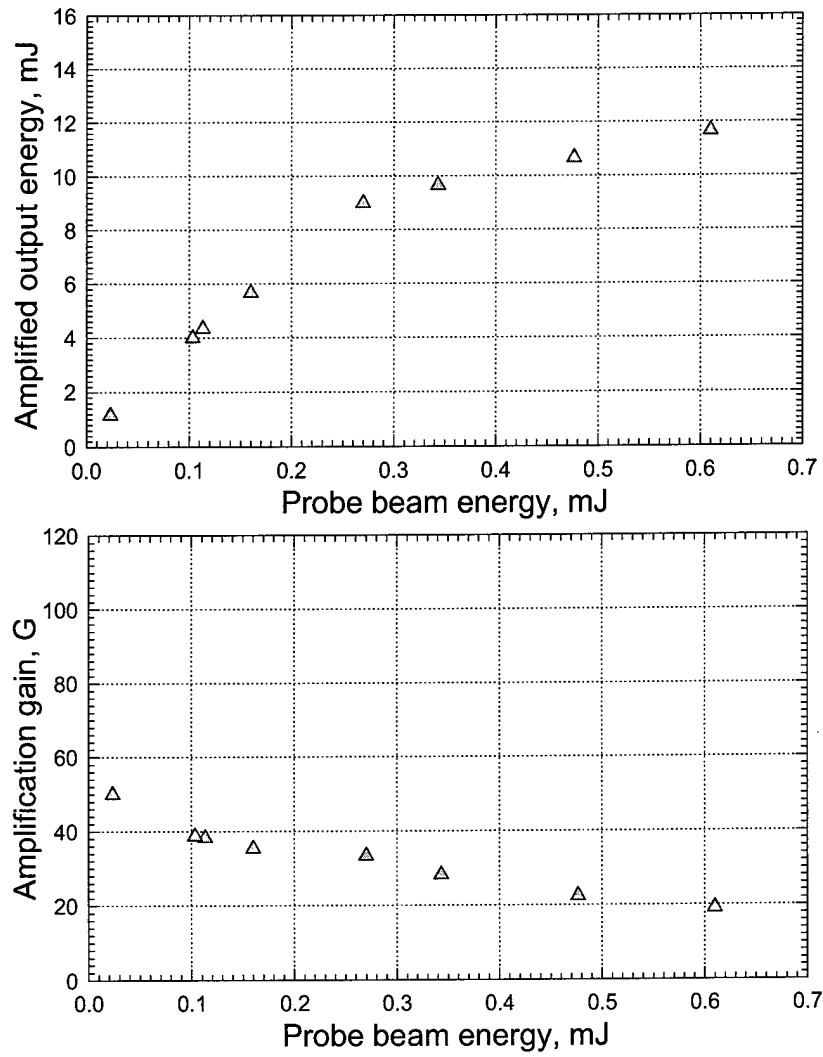 16
14
12
10
8
6
4
2
0
Amplified output energy, mJ
0.0 0.1 0.2 0.3 0.4 0.5 0.6 0.7
Probe beam energy, mJ
120
100
80
60
40
20
0
Amplification gain, G
0.0 0.1 0.2 0.3 0.4 0.5 0.6 0.7
Probe beam energy, mJ